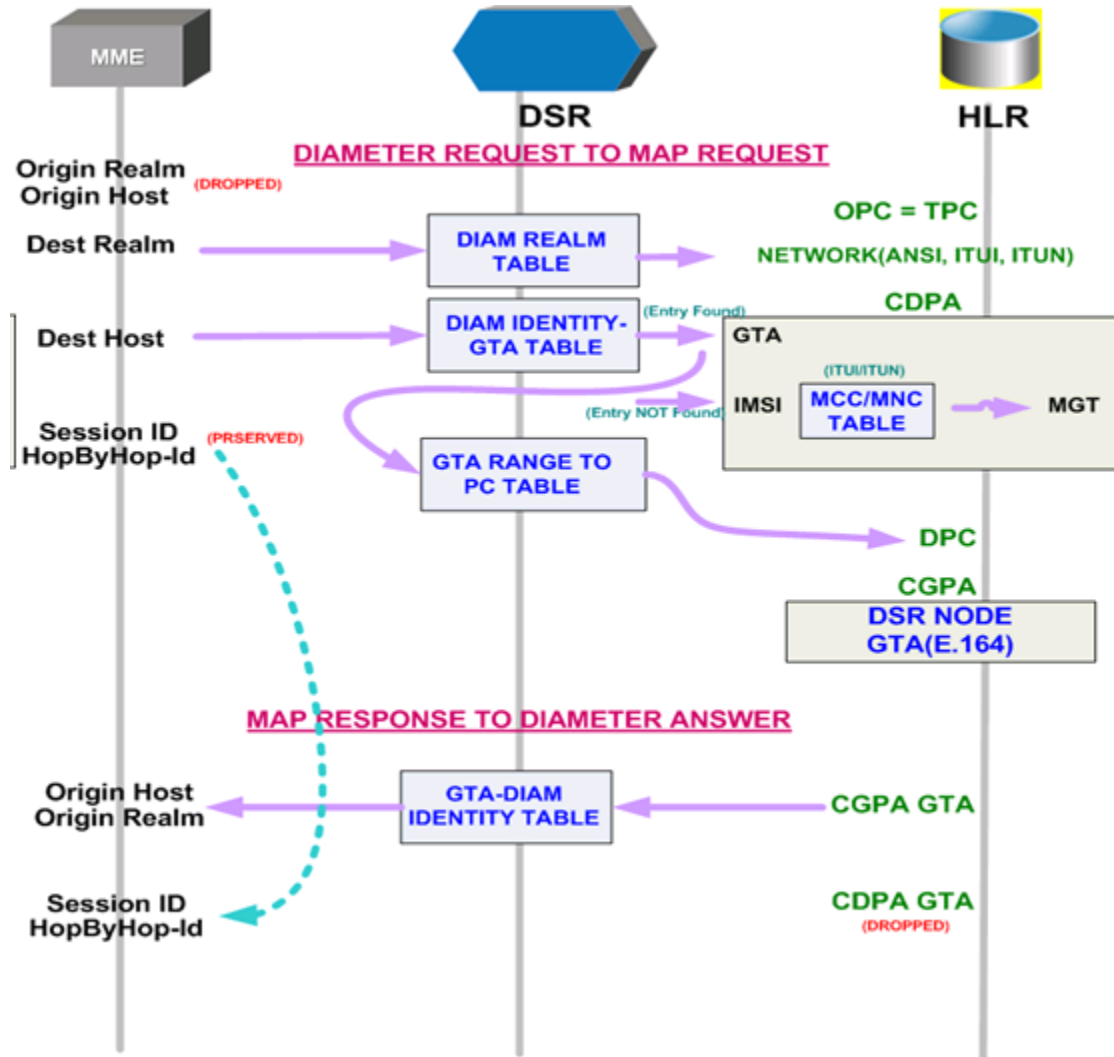 MME
DSR
HLR
DIAMETER REQUEST TO MAP REQUEST
Origin Realm
Origin Host
(DROPPED)
OPC = TPC
Dest Realm
DIAM REALM
TABLE
NETWORK(ANSI, ITUI, ITUN)
CDPA
Dest Host
DIAM IDENTITY-
GTA TABLE
(Entry Found)
GTA
(ITUI/ITUN)
(Entry NOT Found)
IMSI
MCC/MNC
TABLE
MGT
Session ID
HopByHop-Id
(PRSERVED)
GTA RANGE TO
PC TABLE
DPC
CGPA
DSR NODE
GTA(E.164)
MAP RESPONSE TO DIAMETER ANSWER
Origin Host
Origin Realm
GTA-DIAM
IDENTITY TABLE
CGPA GTA
Session ID
HopByHop-Id
CDPA GTA
(DROPPED)